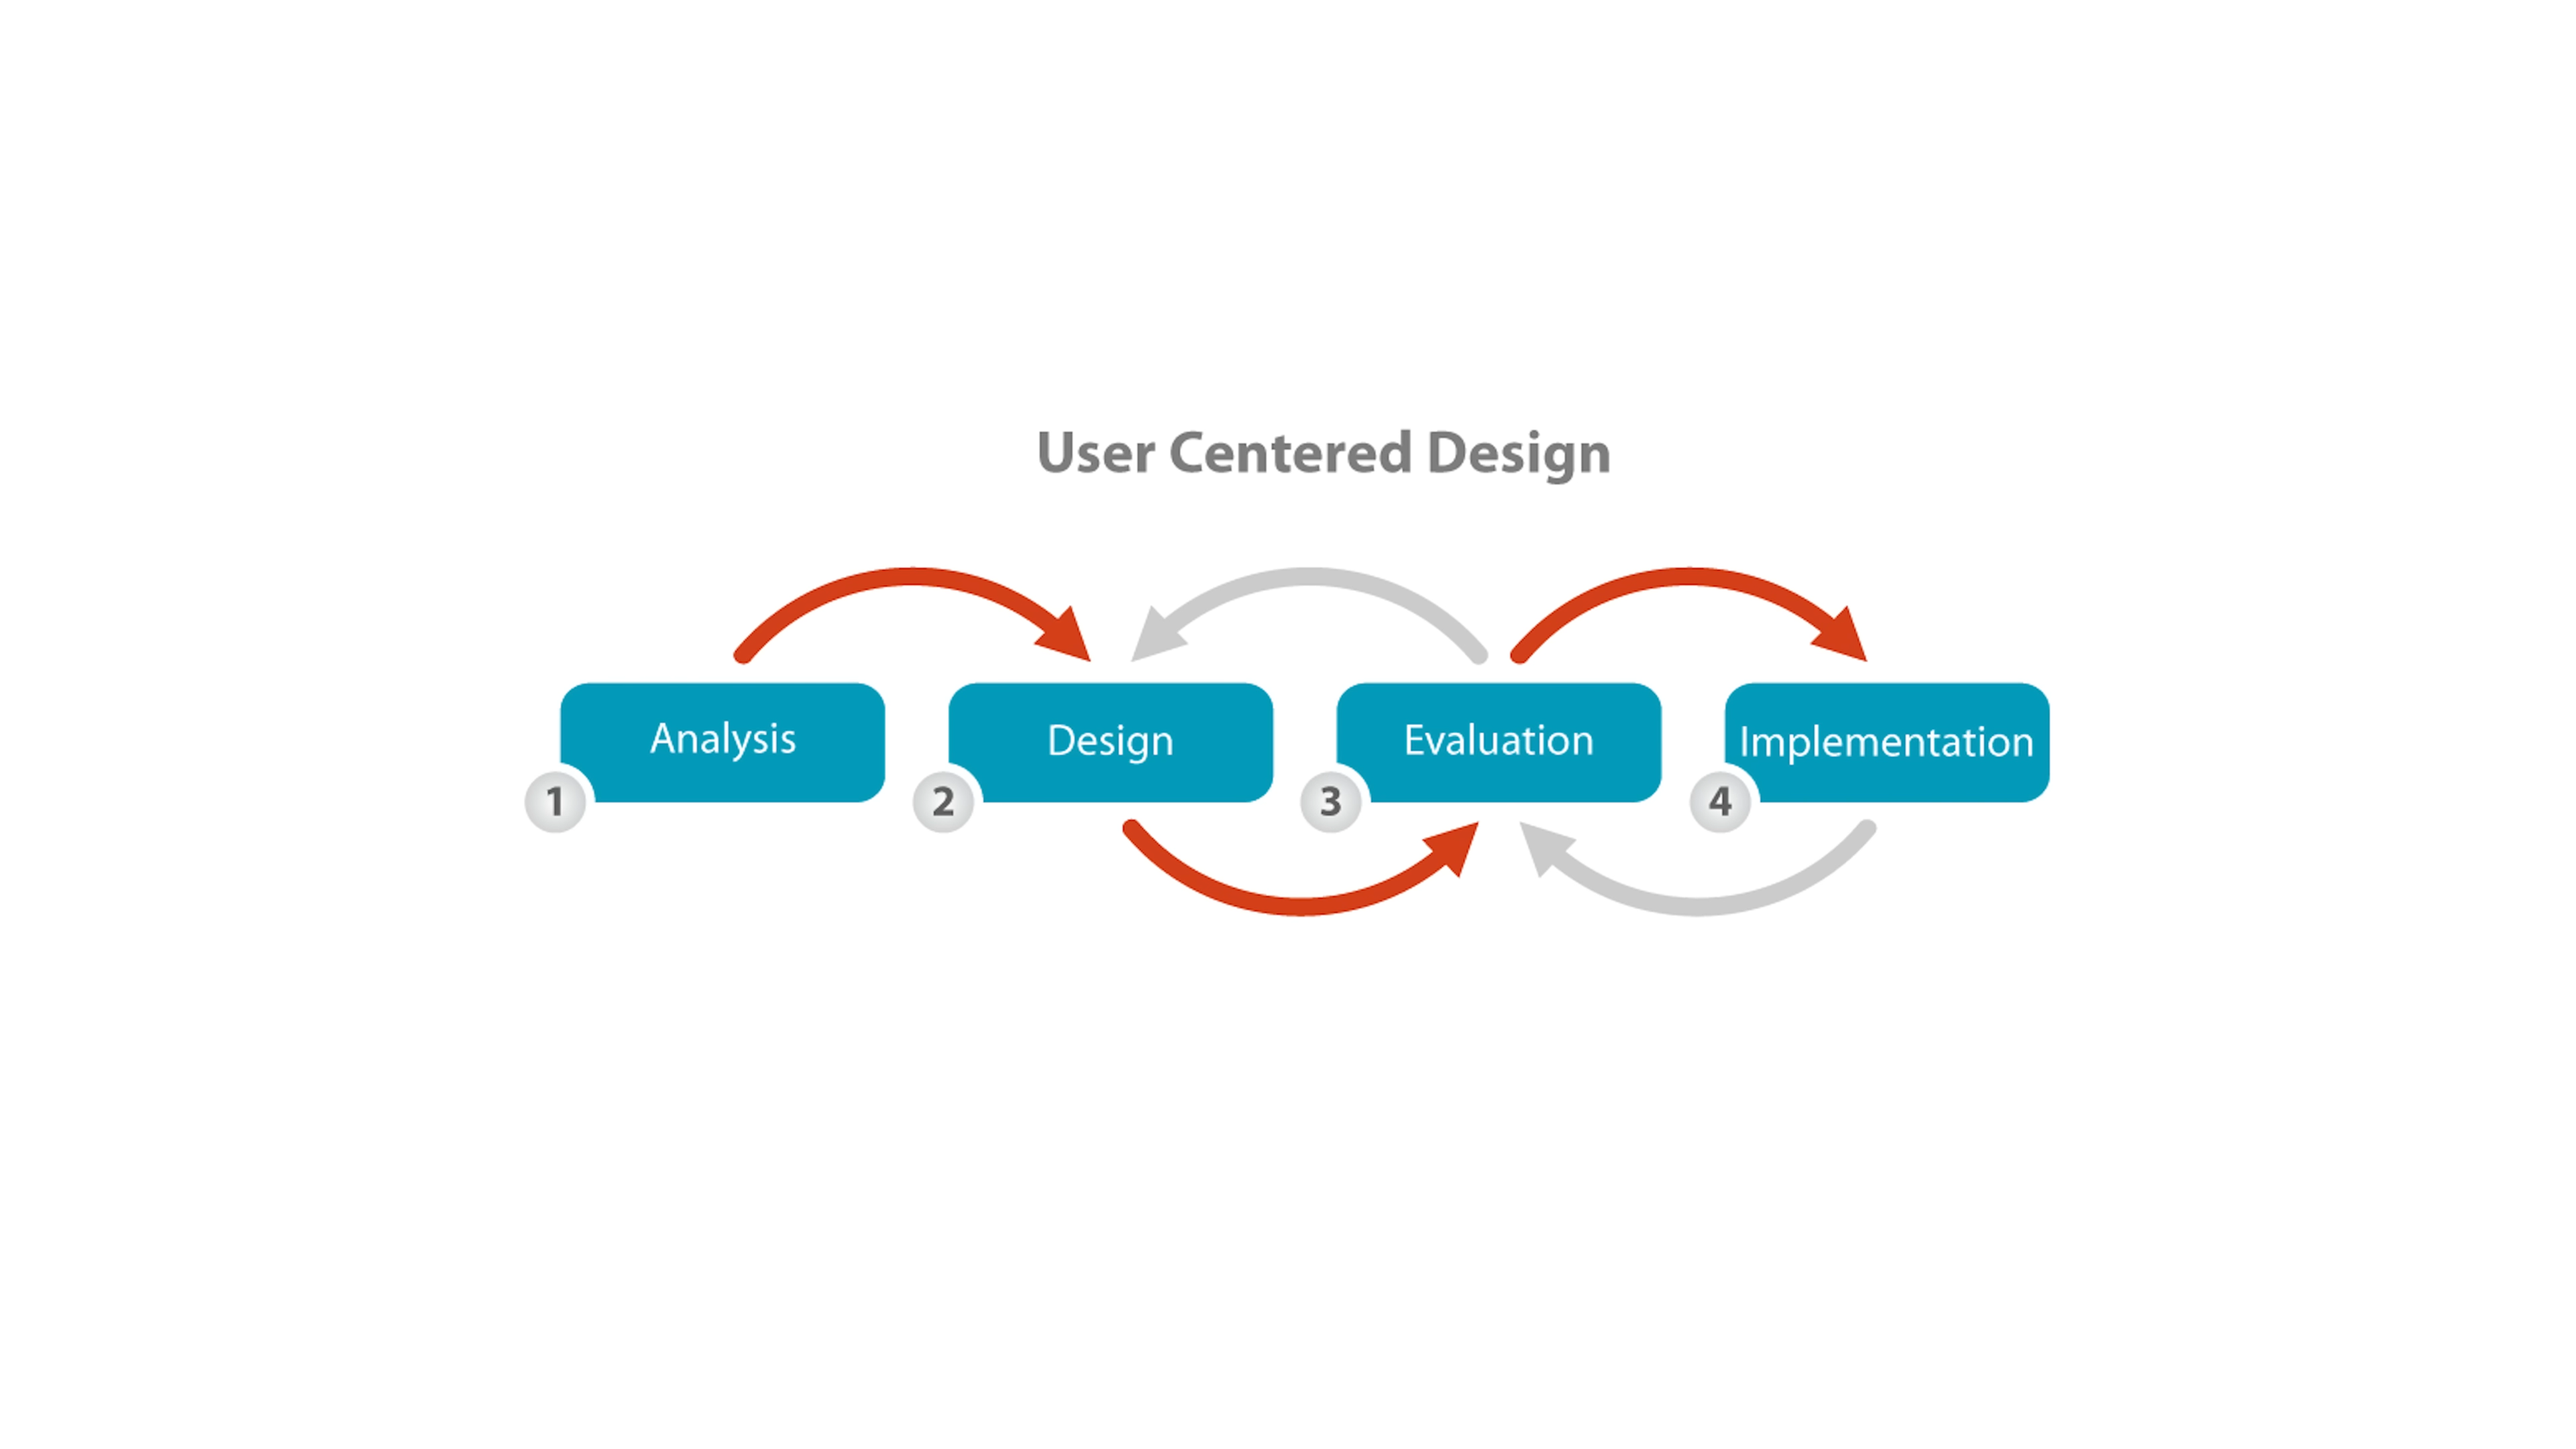 User Centered Design
Analysis
Design
Evaluation
Implementation
1
2
3
4